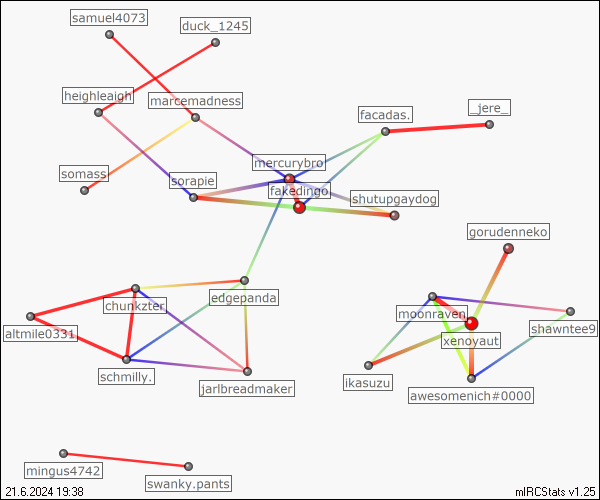 samuel4073
duck_1245
heighleaigh
marcemadness
facadas.
_jere_
mercurybro
somass
sorapie
fakedingo
shutupgaydog
gorudenneko
edgepanda
chunkzter
altmile0331
moonraven
shawntee9
xenoyaut
schmilly.
jarlbreadmaker
ikasuzu
awesomenich#0000
mingus4742
swanky.pants
21.6.2024 19:38
mIRCStats v1.25